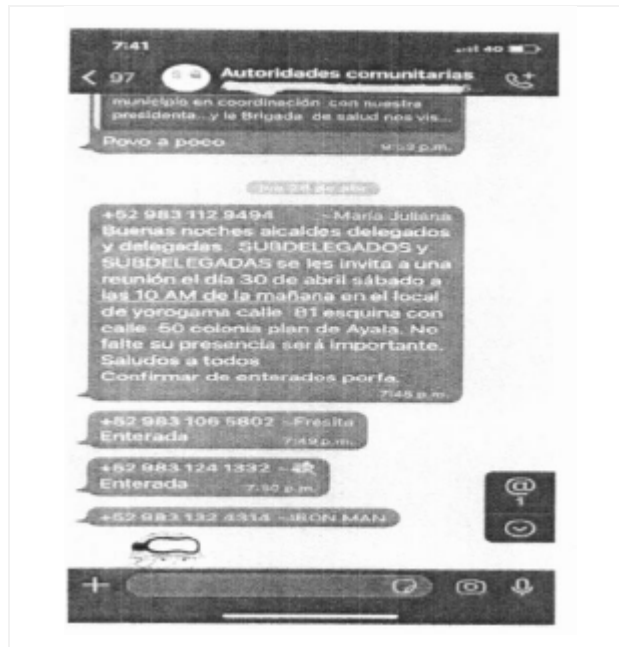 7:41
40
97
Autoridades comunitarias
municipio en coordinación con nuestra
presidenta...y la Brigada de salud nos vis...
Povo a poco
9:53 p.m.
+52 983 112 9494 ~Maria Juliana
Buenas noches alcaldes delegados
y delegadas SUBDELEGADOS y
SUBDELEGADAS se les invita a una
reunión el día 30 de abril sábado a
las 10 AM de la mañana en el local
de yorogama calle 81 esquina con
calle 50 colonia plan de Ayala. No
falte su presencia será importante.
Saludos a todos
Confirmar de enterados porfa.
7:45 p.m.
+52 983 106 5802 ~Fresita
Enterada
7:49 p.m.
+52 983 124 1332 ~
Enterada
7:50 p.m.
@
1
+52 983 132 4314 ~IRON MAN